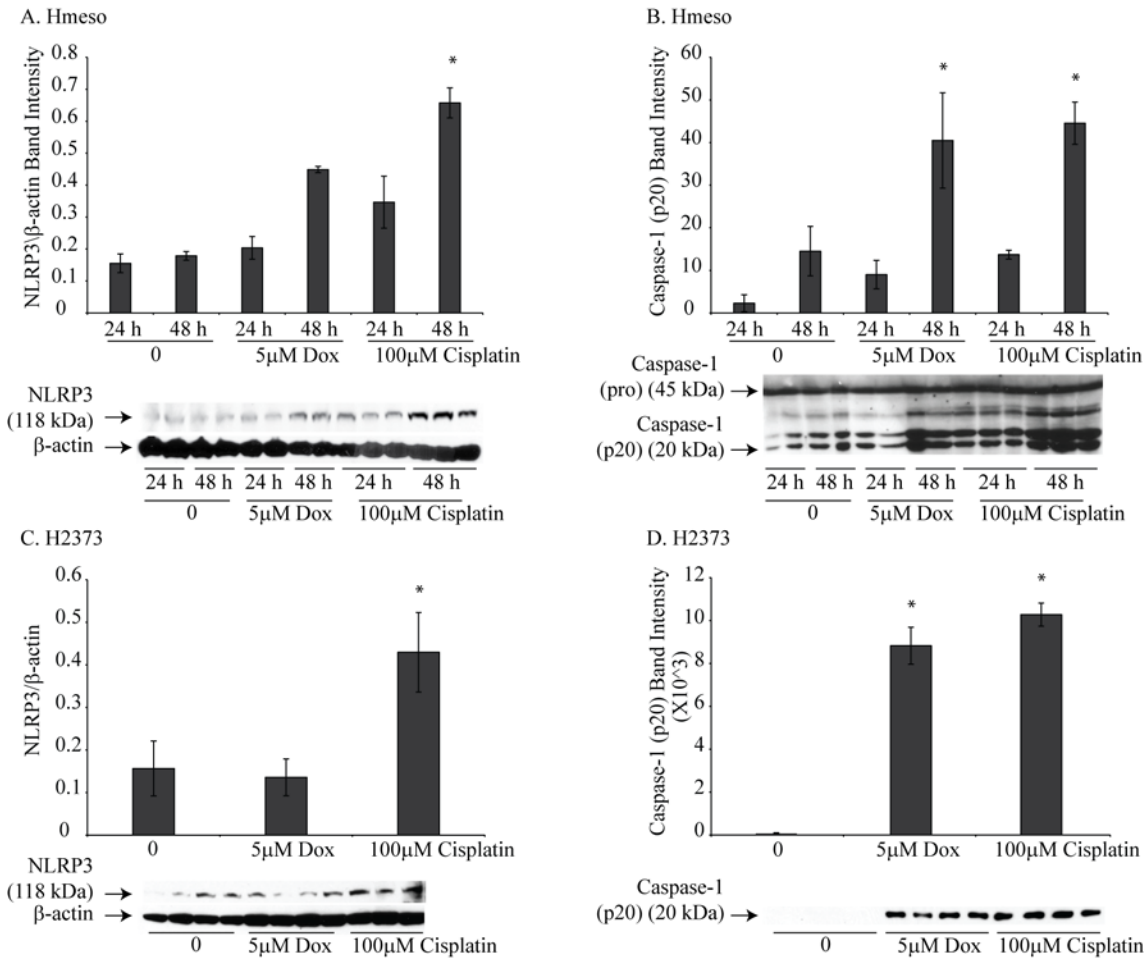 A. Hmeso
NLRP3\β-actin Band Intensity
0.8
0.7
0.6
0.5
0.4
0.3
0.2
0.1
0
*
24 h 48 h 24 h 48 h 24 h 48 h
0 5μM Dox 100μM Cisplatin
NLRP3
(118 kDa)
β-actin
24 h 48 h 24 h 48 h 24 h 48 h
0 5μM Dox 100μM Cisplatin
B. Hmeso
Caspase-1 (p20) Band Intensity
60
50
40
30
20
10
0
* *
24 h 48 h 24 h 48 h 24 h 48 h
0 5μM Dox 100μM Cisplatin
Caspase-1
(pro) (45 kDa)
Caspase-1
(p20) (20 kDa)
24 h 48 h 24 h 48 h 24 h 48 h
0 5μM Dox 100μM Cisplatin
C. H2373
NLRP3/β-actin
0.6
0.5
0.4
0.3
0.2
0.1
0
*
0 5μM Dox 100μM Cisplatin
NLRP3
(118 kDa)
β-actin
0 5μM Dox 100μM Cisplatin
D. H2373
Caspase-1 (p20) Band Intensity
(X10^3)
12
10
8
6
4
2
0
* *
0 5μM Dox 100μM Cisplatin
Caspase-1
(p20) (20 kDa)
0 5μM Dox 100μM Cisplatin